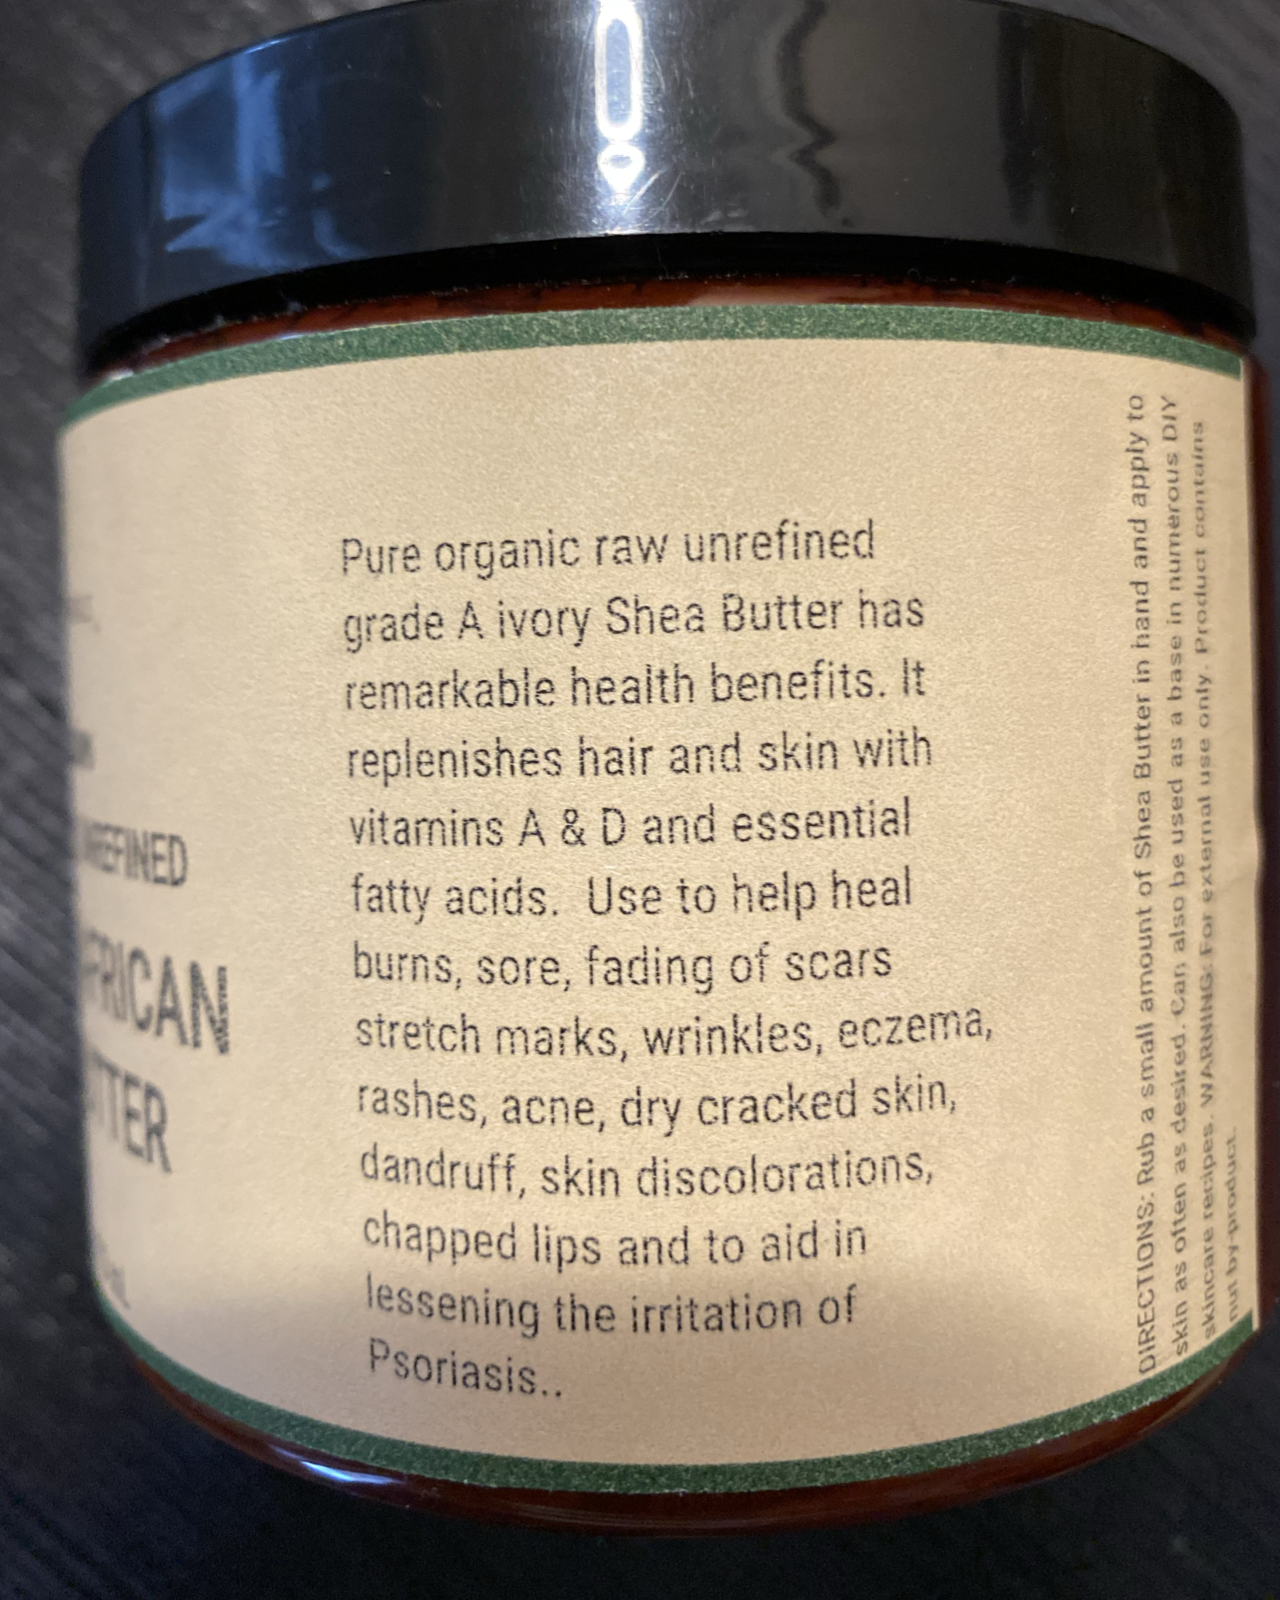 Pure organic raw unrefined
grade A ivory Shea Butter has
remarkable health benefits. It
replenishes hair and skin with
vitamins A & D and essential
fatty acids.  Use to help heal
burns, sore, fading of scars
stretch marks, wrinkles, eczema,
rashes, acne, dry cracked skin,
dandruff, skin discolorations,
chapped lips and to aid in
lessening the irritation of
Psoriasis..
DIRECTIONS: Rub a small amount of Shea Butter in hand and apply to
skin as often as desired. Can also be used as a base in numerous DIY
skincare recipes. WARNING: For external use only. Product contains
nut by-product.